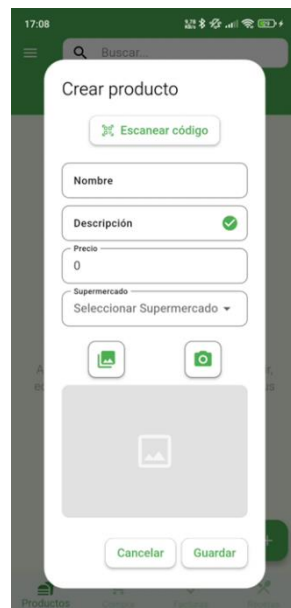 17:08
Buscar...
Crear producto
Escanear código
Nombre
Descripción
Precio
0
Supermercado
Seleccionar Supermercado
Cancelar
Guardar
Productos